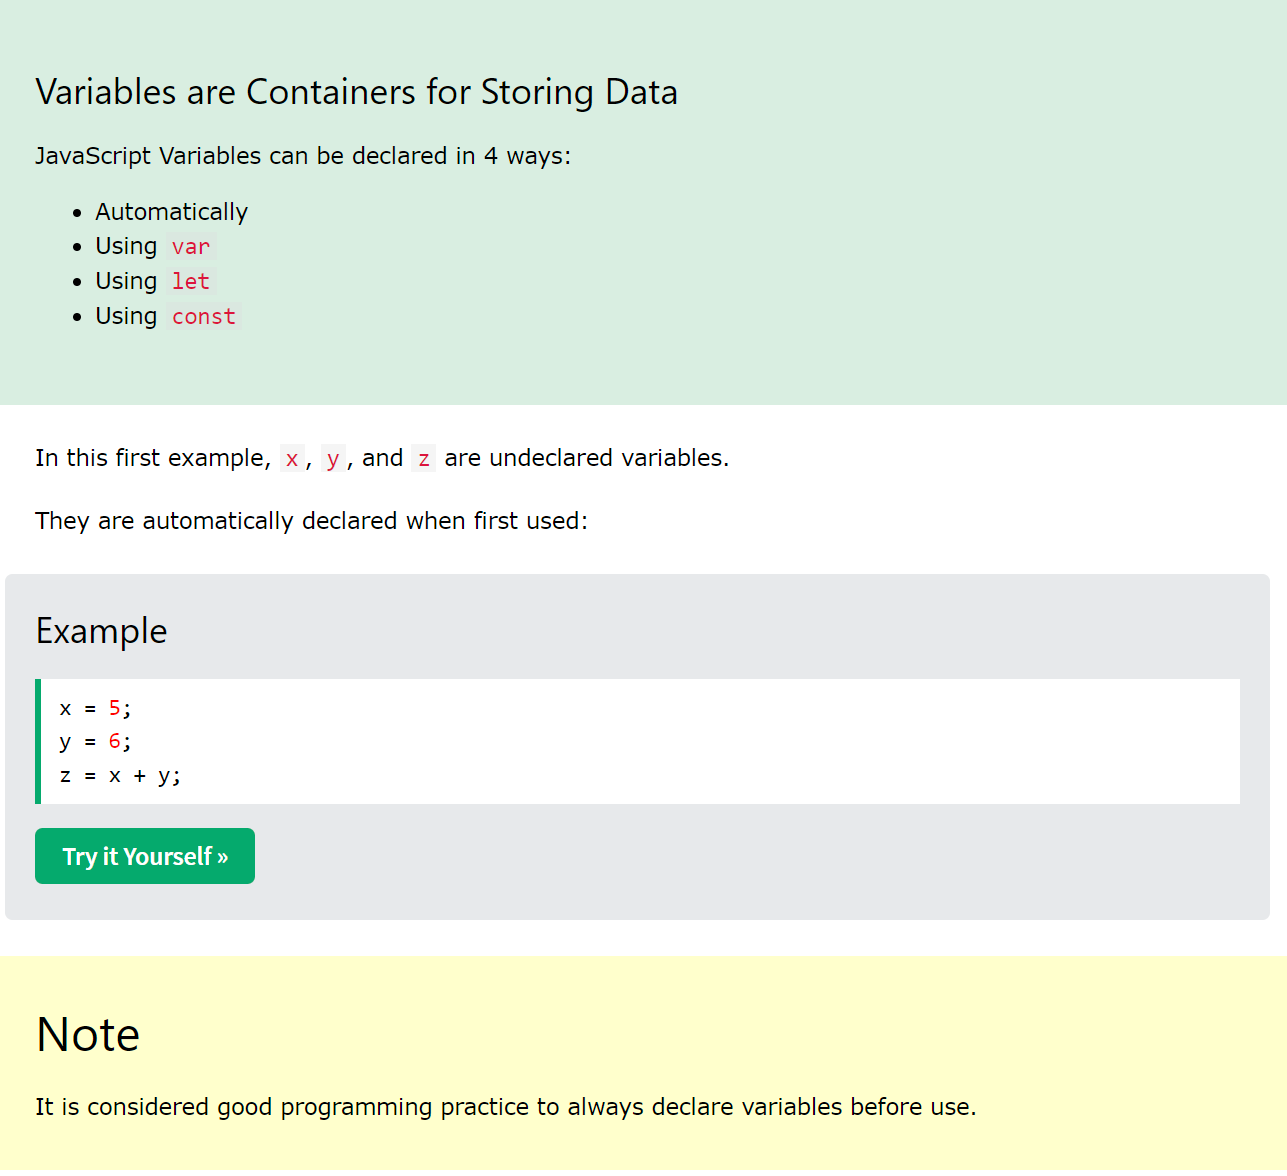 Variables are Containers for Storing Data
JavaScript Variables can be declared in 4 ways:
• Automatically
• Using var
• Using let
• Using const
In this first example, x, y, and z are undeclared variables.
They are automatically declared when first used:
Example
x = 5;
y = 6;
z = x + y;
Try it Yourself »
Note
It is considered good programming practice to always declare variables before use.